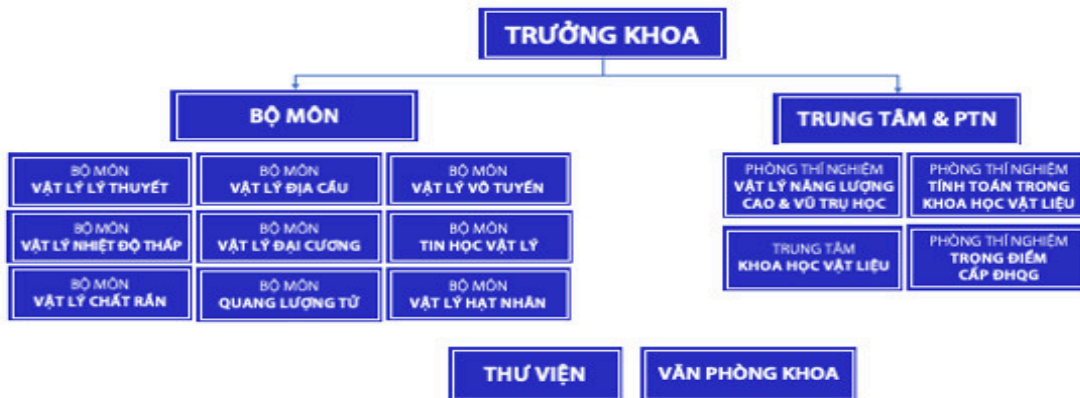 TRƯỞNG KHOA
BỘ MÔN
TRUNG TÂM & PTN
BỘ MÔN
VẬT LÝ LÝ THUYẾT
BỘ MÔN
VẬT LÝ ĐỊA CẦU
BỘ MÔN
VẬT LÝ VÔ TUYẾN
PHÒNG THÍ NGHIỆM
VẬT LÝ NĂNG LƯỢNG
CAO & VŨ TRỤ HỌC
PHÒNG THÍ NGHIỆM
TÍNH TOÁN TRONG
KHOA HỌC VẬT LIỆU
BỘ MÔN
VẬT LÝ NHIỆT ĐỘ THẤP
BỘ MÔN
VẬT LÝ ĐẠI CƯƠNG
BỘ MÔN
TIN HỌC VẬT LÝ
TRUNG TÂM
KHOA HỌC VẬT LIỆU
PHÒNG THÍ NGHIỆM
TRỌNG ĐIỂM
CẤP ĐHQG
BỘ MÔN
VẬT LÝ CHẤT RẮN
BỘ MÔN
QUANG LƯỢNG TỬ
BỘ MÔN
VẬT LÝ HẠT NHÂN
THƯ VIỆN
VĂN PHÒNG KHOA